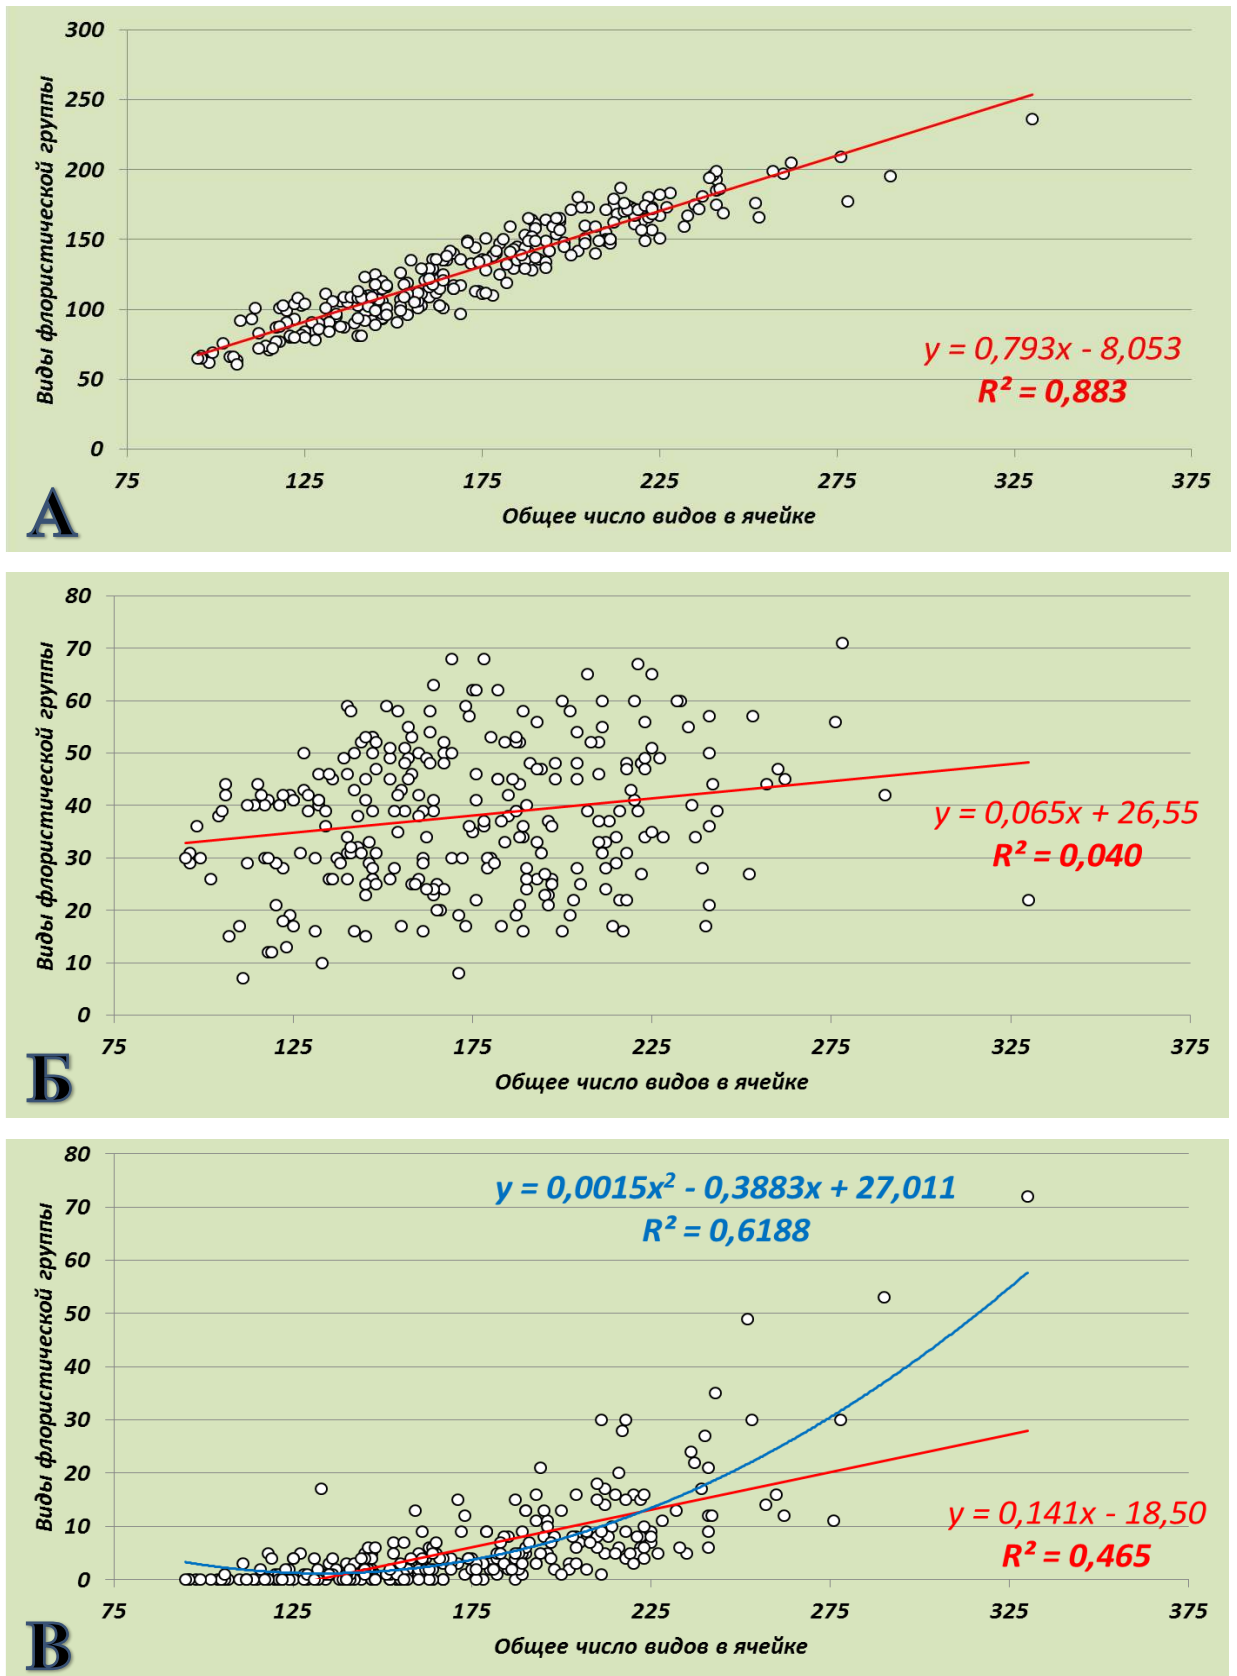 300
250
200
150
100
50
0
Виды флористической группы
y = 0,793x - 8,053
R² = 0,883
75 125 175 225 275 325 375
Общее число видов в ячейке
А
80
70
60
50
40
30
20
10
0
Виды флористической группы
y = 0,065x + 26,55
R² = 0,040
75 125 175 225 275 325 375
Общее число видов в ячейке
Б
80
70
60
50
40
30
20
10
0
Виды флористической группы
y = 0,0015x² - 0,3883x + 27,011
R² = 0,6188
y = 0,141x - 18,50
R² = 0,465
75 125 175 225 275 325 375
Общее число видов в ячейке
В